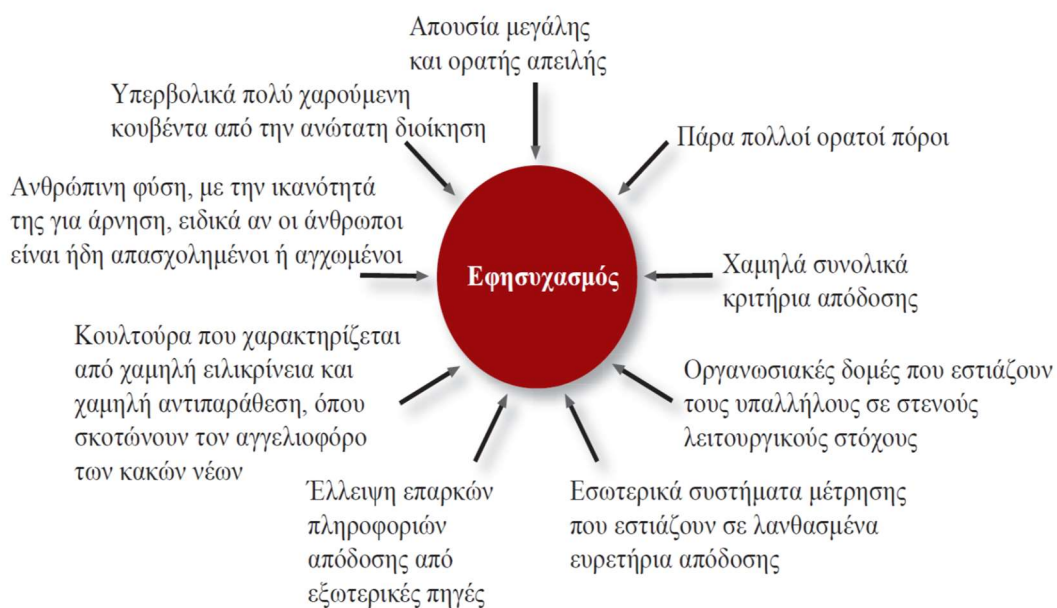 Απουσία μεγάλης
και ορατής απειλής
Υπερβολικά πολύ χαρούμενη
κουβέντα από την ανώτατη διοίκηση
Πάρα πολλοί ορατοί πόροι
Ανθρώπινη φύση, με την ικανότητά
της για άρνηση, ειδικά αν οι άνθρωποι
είναι ήδη απασχολημένοι ή αγχωμένοι
Εφησυχασμός
Χαμηλά συνολικά
κριτήρια απόδοσης
Κουλτούρα που χαρακτηρίζεται
από χαμηλή ειλικρίνεια και
χαμηλή αντιπαράθεση, όπου
σκοτώνουν τον αγγελιοφόρο
των κακών νέων
Οργανωσιακές δομές που εστιάζουν
τους υπαλλήλους σε στενούς
λειτουργικούς στόχους
Έλλειψη επαρκών
πληροφοριών
απόδοσης από
εξωτερικές πηγές
Εσωτερικά συστήματα μέτρησης
που εστιάζουν σε λανθασμένα
ευρετήρια απόδοσης